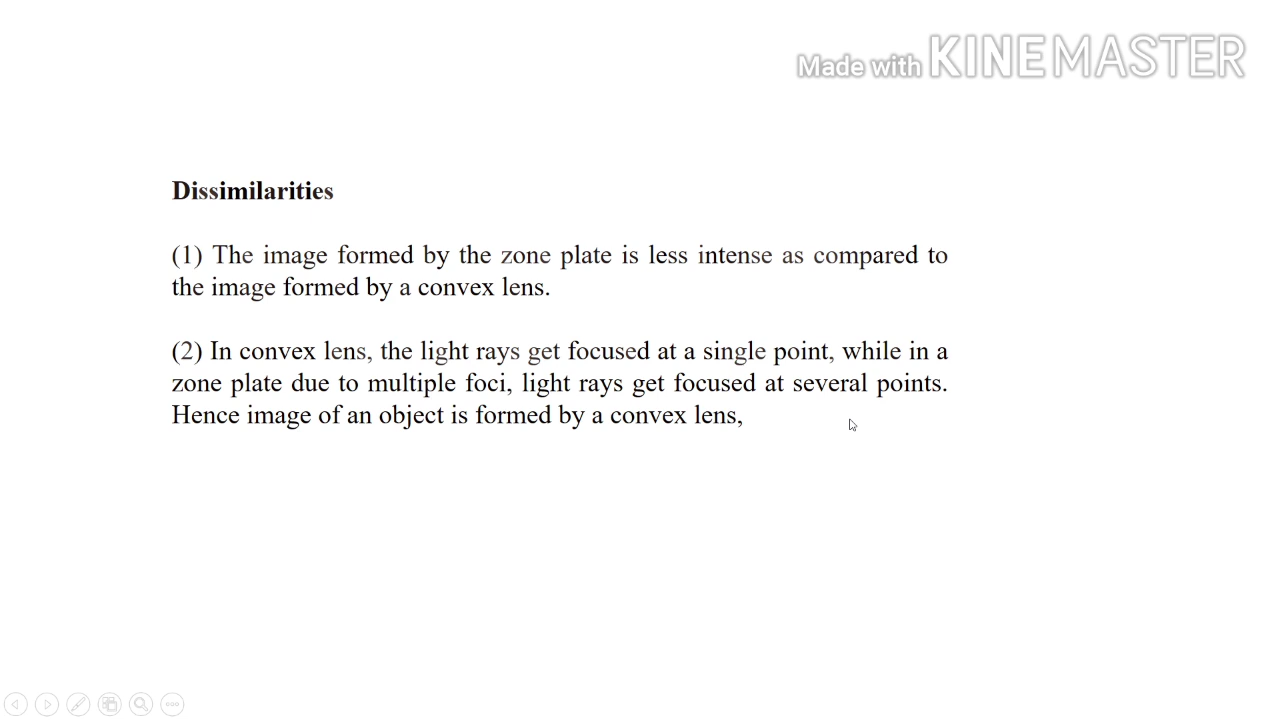 Made with KINEMASTER
Dissimilarities
(1) The image formed by the zone plate is less intense as compared to
the image formed by a convex lens.
(2) In convex lens, the light rays get focused at a single point, while in a
zone plate due to multiple foci, light rays get focused at several points.
Hence image of an object is formed by a convex lens,